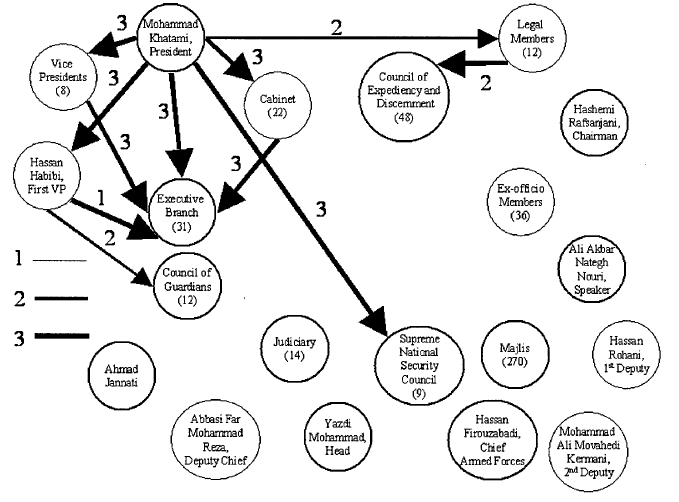 Mohammad
Khatami,
President
Legal
Members
(12)
Vice
Presidents
(8)
Cabinet
(22)
Council of
Expediency and
Discernment
(48)
Hashemi
Rafsanjani,
Chairman
Hassan
Habibi,
First VP
Executive
Branch
(31)
Ex-officio
Members
(36)
Council of
Guardians
(12)
Ali Akbar
Nategh
Nouri,
Speaker
3
3
3
3
2
2
3
3
1
2
3
1
2
3
Ahmad
Jannati
Judiciary
(14)
Supreme
National
Security
Council
(9)
Majlis
(270)
Hassan
Rohani,
1st Deputy
Abbasi Far
Mohammad
Reza,
Deputy Chief
Yazdi
Mohammad,
Head
Hassan
Firouzabadi,
Chief
Armed Forces
Mohammad
Ali Movahedi
Kermani,
2nd Deputy